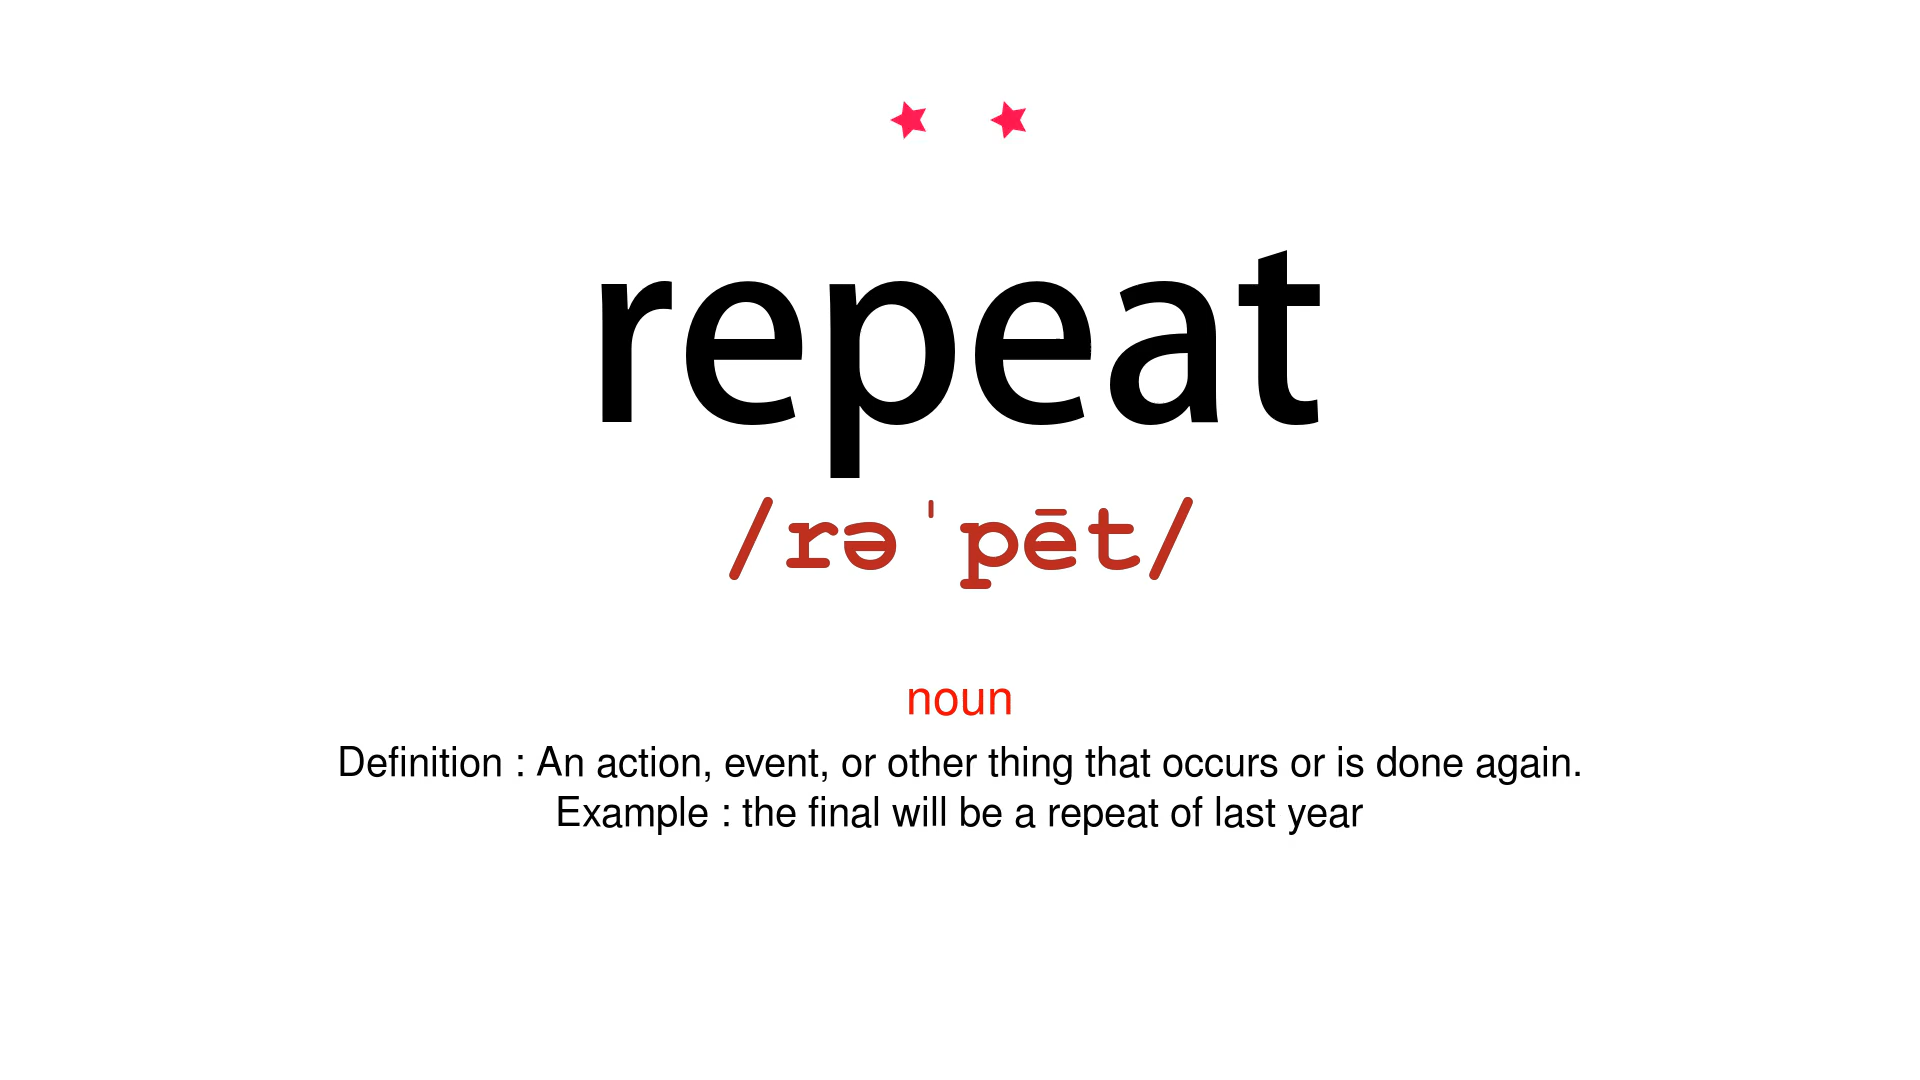 repeat
/rəˈpēt/
noun
Definition : An action, event, or other thing that occurs or is done again.
Example : the final will be a repeat of last year